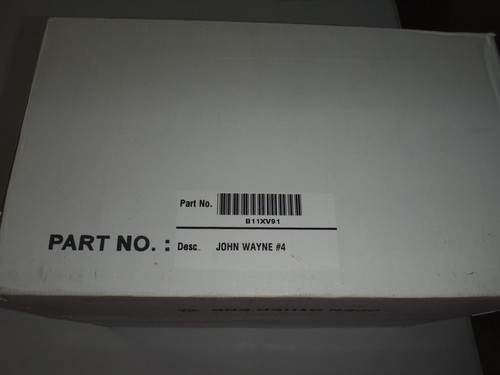 Part No.
B11XV91
PART NO. :
Desc. JOHN WAYNE #4